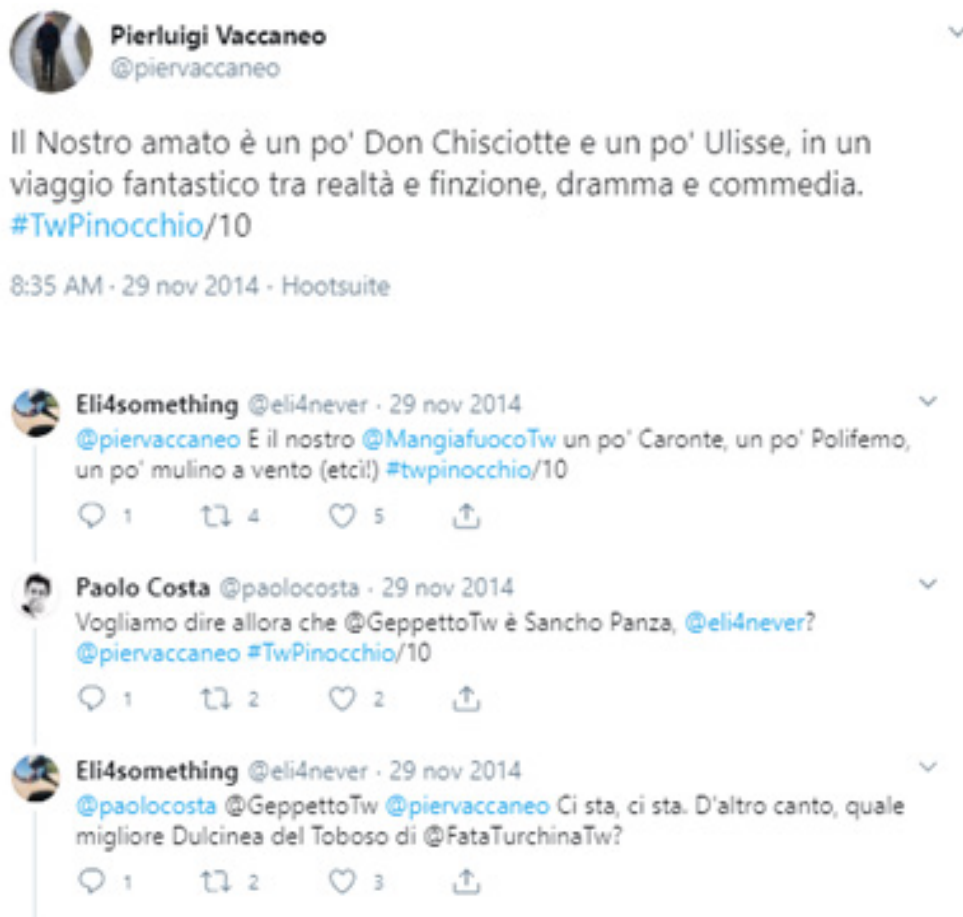 Pierluigi Vaccaneo
@piervaccaneo
Il Nostro amato è un po' Don Chisciotte e un po' Ulisse, in un
viaggio fantastico tra realtà e finzione, dramma e commedia.
#TwPinocchio/10
8:35 AM · 29 nov 2014 · Hootsuite
Eli4something @eli4never · 29 nov 2014
@piervaccaneo E il nostro @MangiafuocoTw un po' Caronte, un po' Polifemo,
un po' mulino a vento (etcì!) #twpinocchio/10
1 4 5
Paolo Costa @paolocosta · 29 nov 2014
Vogliamo dire allora che @GeppettoTw è Sancho Panza, @eli4never?
@piervaccaneo #TwPinocchio/10
1 2 2
Eli4something @eli4never · 29 nov 2014
@paolocosta @GeppettoTw @piervaccaneo Ci sta, ci sta. D'altro canto, quale
migliore Dulcinea del Toboso di @FataTurchinaTw?
1 2 3